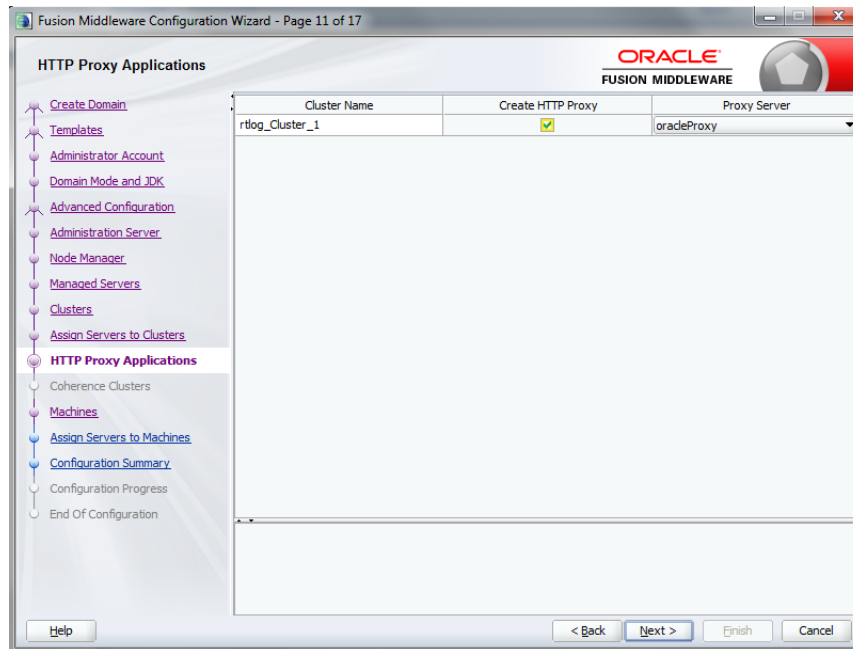 Fusion Middleware Configuration Wizard - Page 11 of 17
HTTP Proxy Applications
ORACLE
FUSION MIDDLEWARE
Create Domain
Templates
Administrator Account
Domain Mode and JDK
Advanced Configuration
Administration Server
Node Manager
Managed Servers
Clusters
Assign Servers to Clusters
HTTP Proxy Applications
Coherence Clusters
Machines
Assign Servers to Machines
Configuration Summary
Configuration Progress
End Of Configuration
Cluster Name Create HTTP Proxy Proxy Server
rtlog_Cluster_1 oracleProxy
Help < Back Next > Finish Cancel